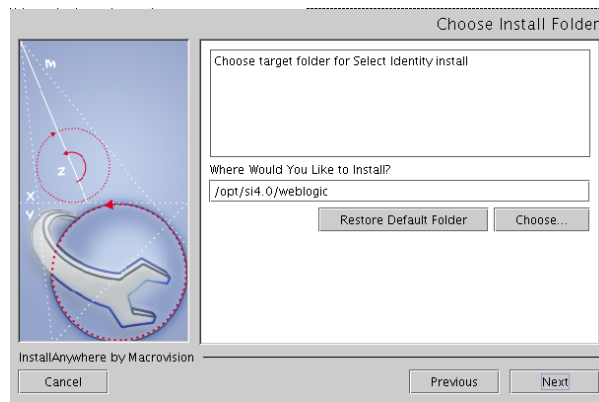 Choose Install Folder
M
Z
X
Y
Choose target folder for Select Identity install
Where Would You Like to Install?
/opt/si4.0/weblogic
Restore Default Folder
Choose...
InstallAnywhere by Macrovision
Cancel
Previous
Next